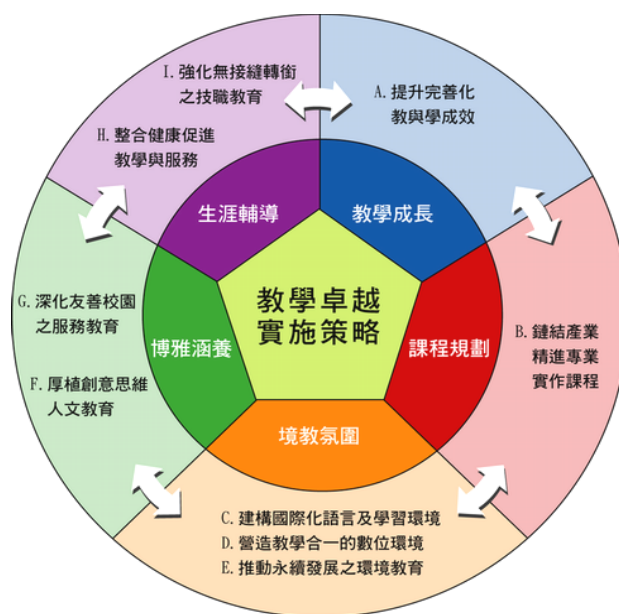 I.強化無接縫轉銜
之技職教育
H.整合健康促進
教學與服務
A.提升完善化
教與學成效
生涯輔導
教學成長
教學卓越
實施策略
G.深化友善校園
之服務教育
F.厚植創意思維
人文教育
博雅涵養
課程規劃
B.鏈結產業
精進專業
實作課程
境教氛圍
C.建構國際化語言及學習環境
D.營造教學合一的數位環境
E.推動永續發展之環境教育